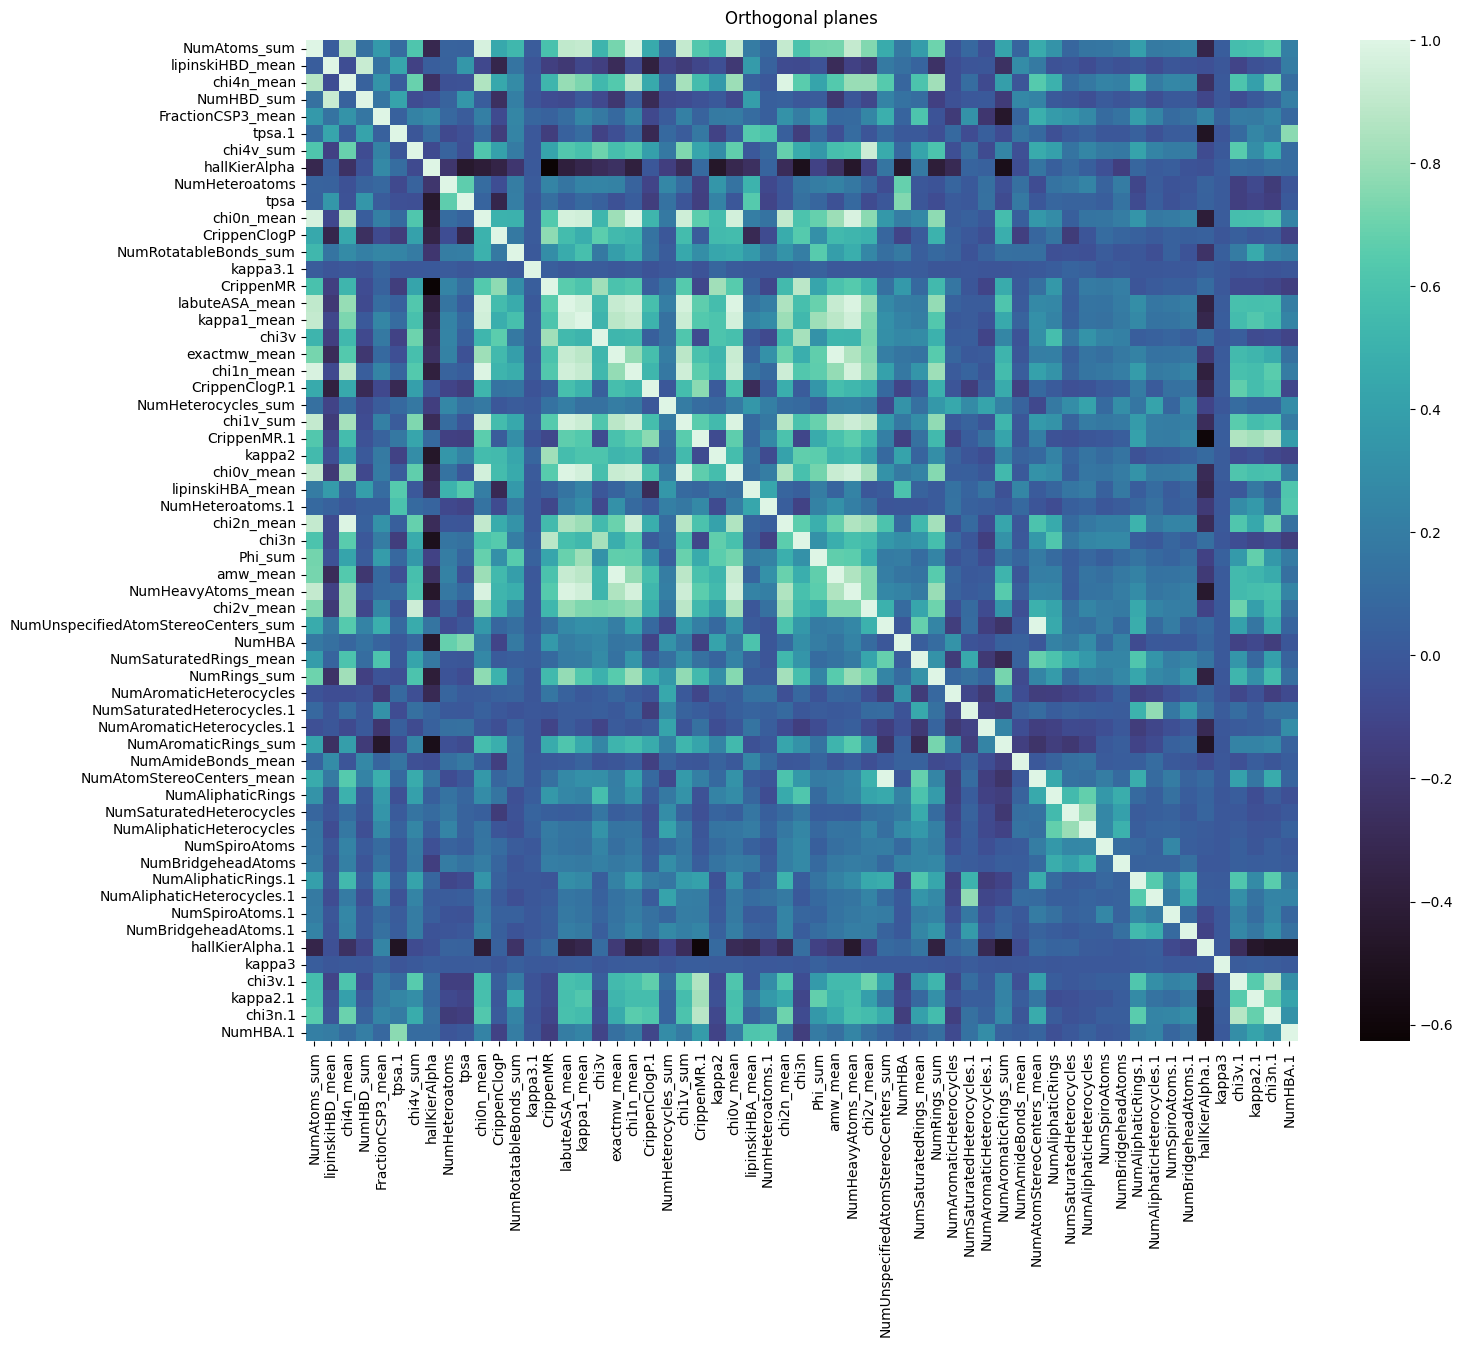 Orthogonal planes
NumAtoms_sum
lipinskiHBD_mean
chi4n_mean
NumHBD_sum
FractionCSP3_mean
tpsa.1
chi4v_sum
hallKierAlpha
NumHeteroatoms
tpsa
chi0n_mean
CrippenClogP
NumRotatableBonds_sum
kappa3.1
CrippenMR
labuteASA_mean
kappa1_mean
chi3v
exactmw_mean
chi1n_mean
CrippenClogP.1
NumHeterocycles_sum
chi1v_sum
CrippenMR.1
kappa2
chi0v_mean
lipinskiHBA_mean
NumHeteroatoms.1
chi2n_mean
chi3n
Phi_sum
amw_mean
NumHeavyAtoms_mean
chi2v_mean
NumUnspecifiedAtomStereoCenters_sum
NumHBA
NumSaturatedRings_mean
NumRings_sum
NumAromaticHeterocycles
NumSaturatedHeterocycles.1
NumAromaticHeterocycles.1
NumAromaticRings_sum
NumAmideBonds_mean
NumAtomStereoCenters_mean
NumAliphaticRings
NumSaturatedHeterocycles
NumAliphaticHeterocycles
NumSpiroAtoms
NumBridgeheadAtoms
NumAliphaticRings.1
NumAliphaticHeterocycles.1
NumSpiroAtoms.1
NumBridgeheadAtoms.1
hallKierAlpha.1
kappa3
chi3v.1
kappa2.1
chi3n.1
NumHBA.1
NumAtoms_sum
lipinskiHBD_mean
chi4n_mean
NumHBD_sum
FractionCSP3_mean
tpsa.1
chi4v_sum
hallKierAlpha
NumHeteroatoms
tpsa
chi0n_mean
CrippenClogP
NumRotatableBonds_sum
kappa3.1
CrippenMR
labuteASA_mean
kappa1_mean
chi3v
exactmw_mean
chi1n_mean
CrippenClogP.1
NumHeterocycles_sum
chi1v_sum
CrippenMR.1
kappa2
chi0v_mean
lipinskiHBA_mean
NumHeteroatoms.1
chi2n_mean
chi3n
Phi_sum
amw_mean
NumHeavyAtoms_mean
chi2v_mean
NumUnspecifiedAtomStereoCenters_sum
NumHBA
NumSaturatedRings_mean
NumRings_sum
NumAromaticHeterocycles
NumSaturatedHeterocycles.1
NumAromaticHeterocycles.1
NumAromaticRings_sum
NumAmideBonds_mean
NumAtomStereoCenters_mean
NumAliphaticRings
NumSaturatedHeterocycles
NumAliphaticHeterocycles
NumSpiroAtoms
NumBridgeheadAtoms
NumAliphaticRings.1
NumAliphaticHeterocycles.1
NumSpiroAtoms.1
NumBridgeheadAtoms.1
hallKierAlpha.1
kappa3
chi3v.1
kappa2.1
chi3n.1
NumHBA.1
1.0
0.8
0.6
0.4
0.2
0.0
−0.2
−0.4
−0.6